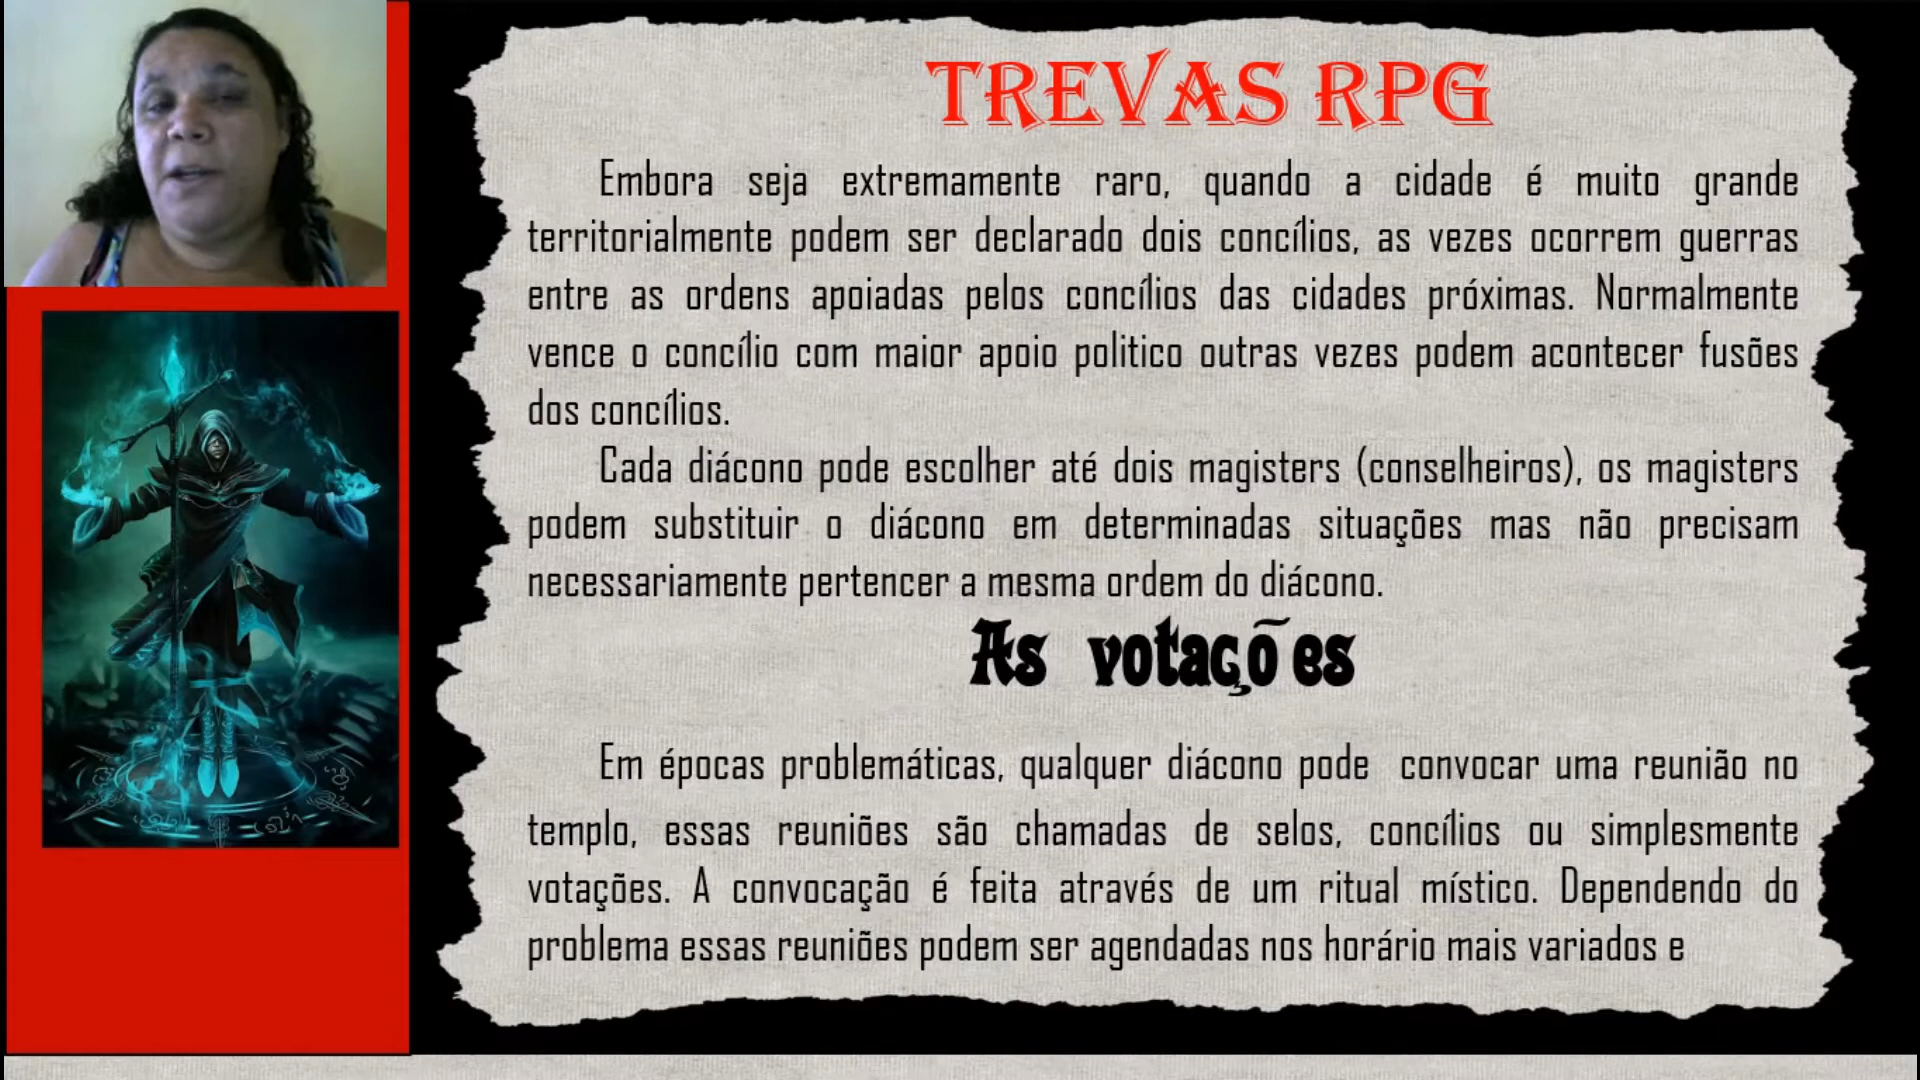 TREVAS RPG
Embora seja extremamente raro, quando a cidade é muito grande
territorialmente podem ser declarado dois concílios, as vezes ocorrem guerras
entre as ordens apoiadas pelos concílios das cidades próximas. Normalmente
vence o concílio com maior apoio politico outras vezes podem acontecer fusões
dos concílios.
Cada diácono pode escolher até dois magisters (conselheiros), os magisters
podem substituir o diácono em determinadas situações mas não precisam
necessariamente pertencer a mesma ordem do diácono.
As votações
Em épocas problemáticas, qualquer diácono pode convocar uma reunião no
templo, essas reuniões são chamadas de selos, concílios ou simplesmente
votações. A convocação é feita através de um ritual místico. Dependendo do
problema essas reuniões podem ser agendadas nos horário mais variados e